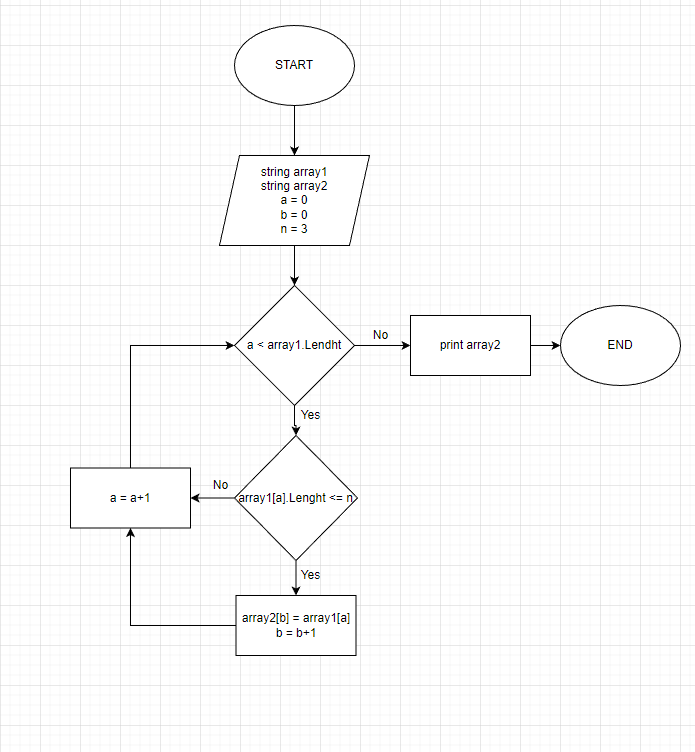 START
string array1
string array2
a = 0
b = 0
n = 3
a < array1.Lendht
No
print array2
END
Yes
array1[a].Lenght <= n
No
a = a+1
Yes
array2[b] = array1[a]
b = b+1